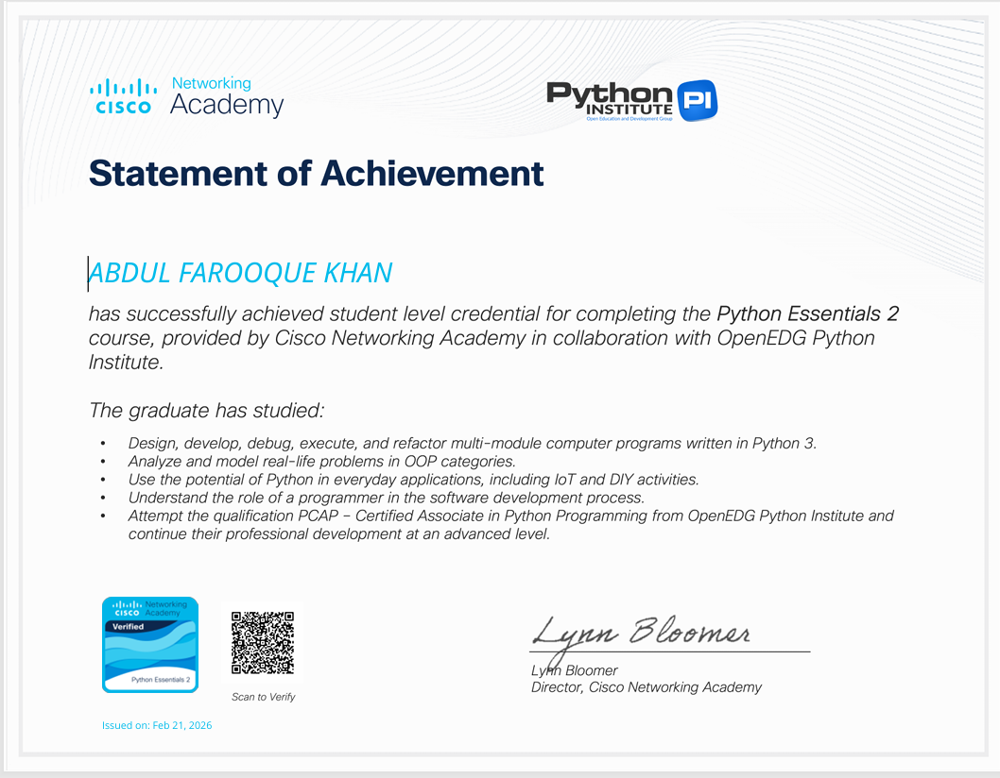 CISCO
Networking
Academy
Python
INSTITUTE
Open Education and Development Group
PI
Statement of Achievement
ABDUL FAROOQUE KHAN
has successfully achieved student level credential for completing the Python Essentials 2
course, provided by Cisco Networking Academy in collaboration with OpenEDG Python
Institute.
The graduate has studied:
• Design, develop, debug, execute, and refactor multi-module computer programs written in Python 3.
• Analyze and model real-life problems in OOP categories.
• Use the potential of Python in everyday applications, including IoT and DIY activities.
• Understand the role of a programmer in the software development process.
• Attempt the qualification PCAP – Certified Associate in Python Programming from OpenEDG Python Institute and
continue their professional development at an advanced level.
CISCO
Networking
Academy
Verified
Python Essentials 2
Scan to Verify
Lynn Bloomer
Lynn Bloomer
Director, Cisco Networking Academy
Issued on: Feb 21, 2026